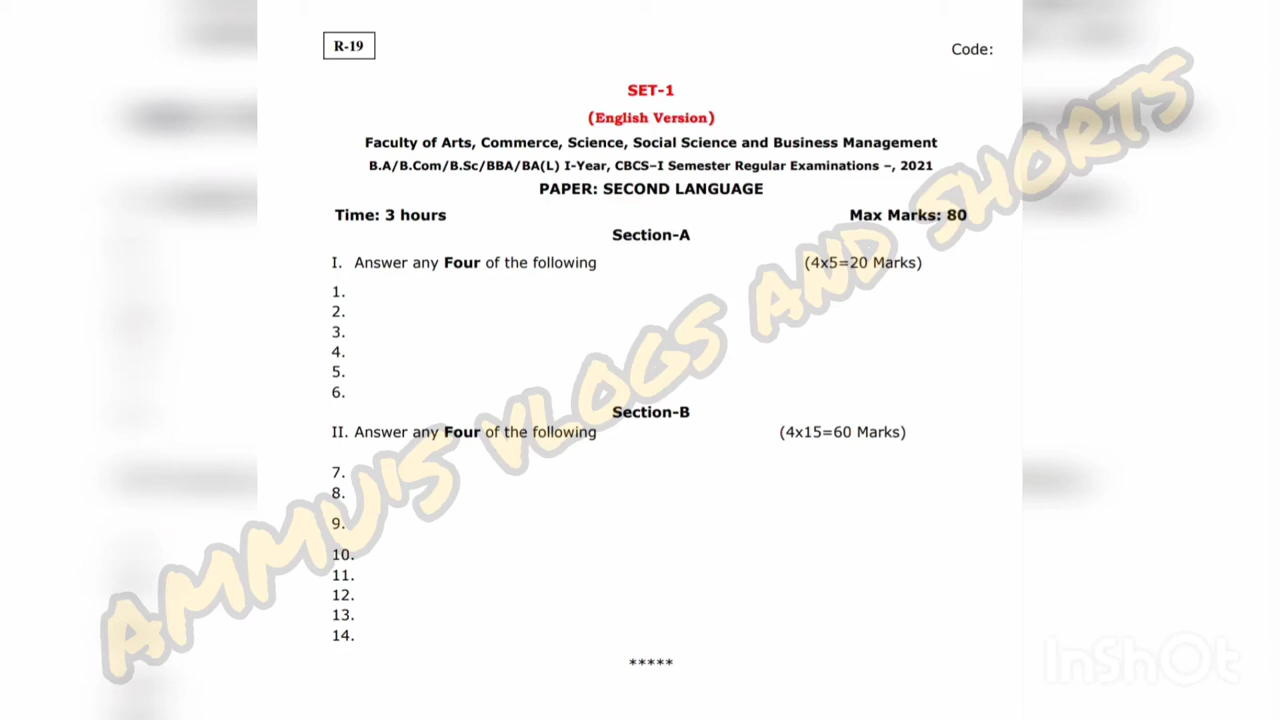 R-19
Code:
SET-1
(English Version)
Faculty of Arts, Commerce, Science, Social Science and Business Management
B.A/B.Com/B.Sc/BBA/BA(L) I-Year, CBCS–I Semester Regular Examinations –, 2021
PAPER: SECOND LANGUAGE
Time: 3 hours Max Marks: 80
Section-A
I. Answer any Four of the following (4x5=20 Marks)
1.
2.
3.
4.
5.
6.
Section-B
II. Answer any Four of the following (4x15=60 Marks)
7.
8.
9.
10.
11.
12.
13.
14.
*****
AMMU'S VLOGS AND SHORTS
InShOt